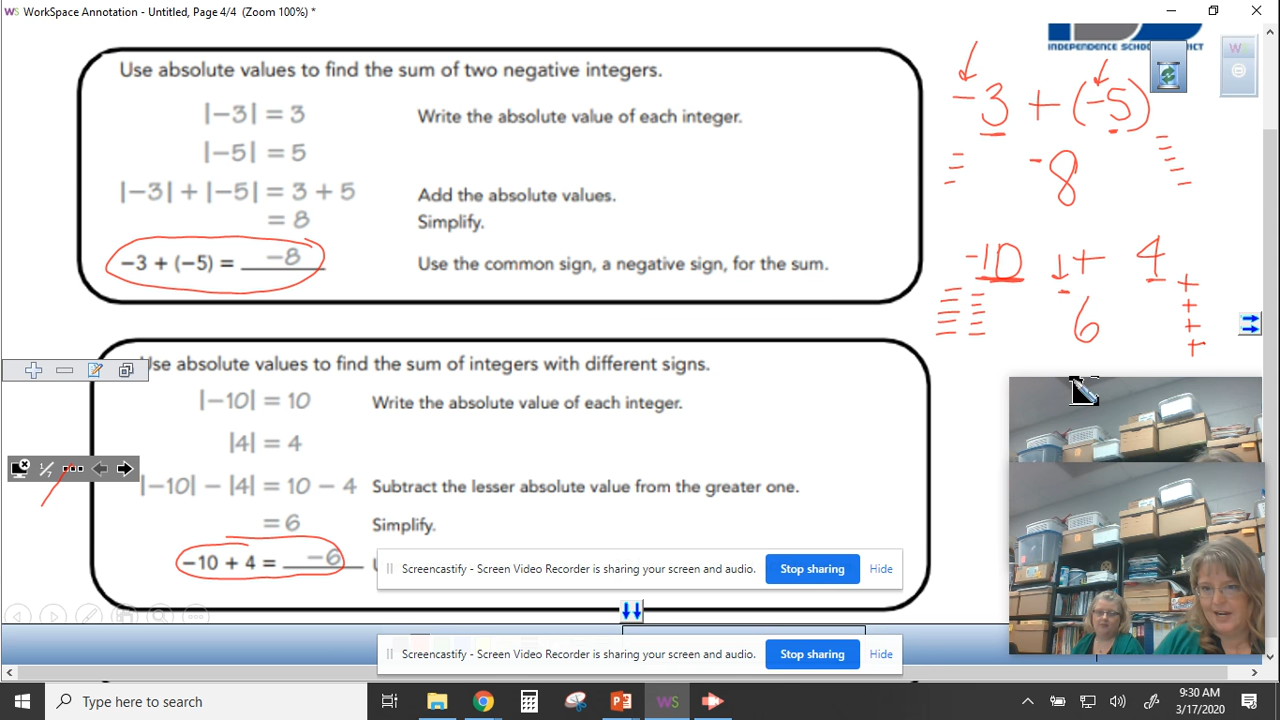 WS WorkSpace Annotation - Untitled, Page 4/4 (Zoom 100%) *
INDEPENDENCE SCHOOL
Use absolute values to find the sum of two negative integers.
|−3| = 3 Write the absolute value of each integer.
|−5| = 5
|−3| + |−5| = 3 + 5 Add the absolute values.
= 8 Simplify.
−3 + (−5) = −8 Use the common sign, a negative sign, for the sum.
-3 + (-5)
-8
-10 + 4
-6
Use absolute values to find the sum of integers with different signs.
|−10| = 10 Write the absolute value of each integer.
|4| = 4
|−10| − |4| = 10 − 4 Subtract the lesser absolute value from the greater one.
= 6 Simplify.
−10 + 4 = −6
1/7
Screencastify - Screen Video Recorder is sharing your screen and audio. Stop sharing Hide
Screencastify - Screen Video Recorder is sharing your screen and audio. Stop sharing Hide
Type here to search
WS
9:30 AM
3/17/2020